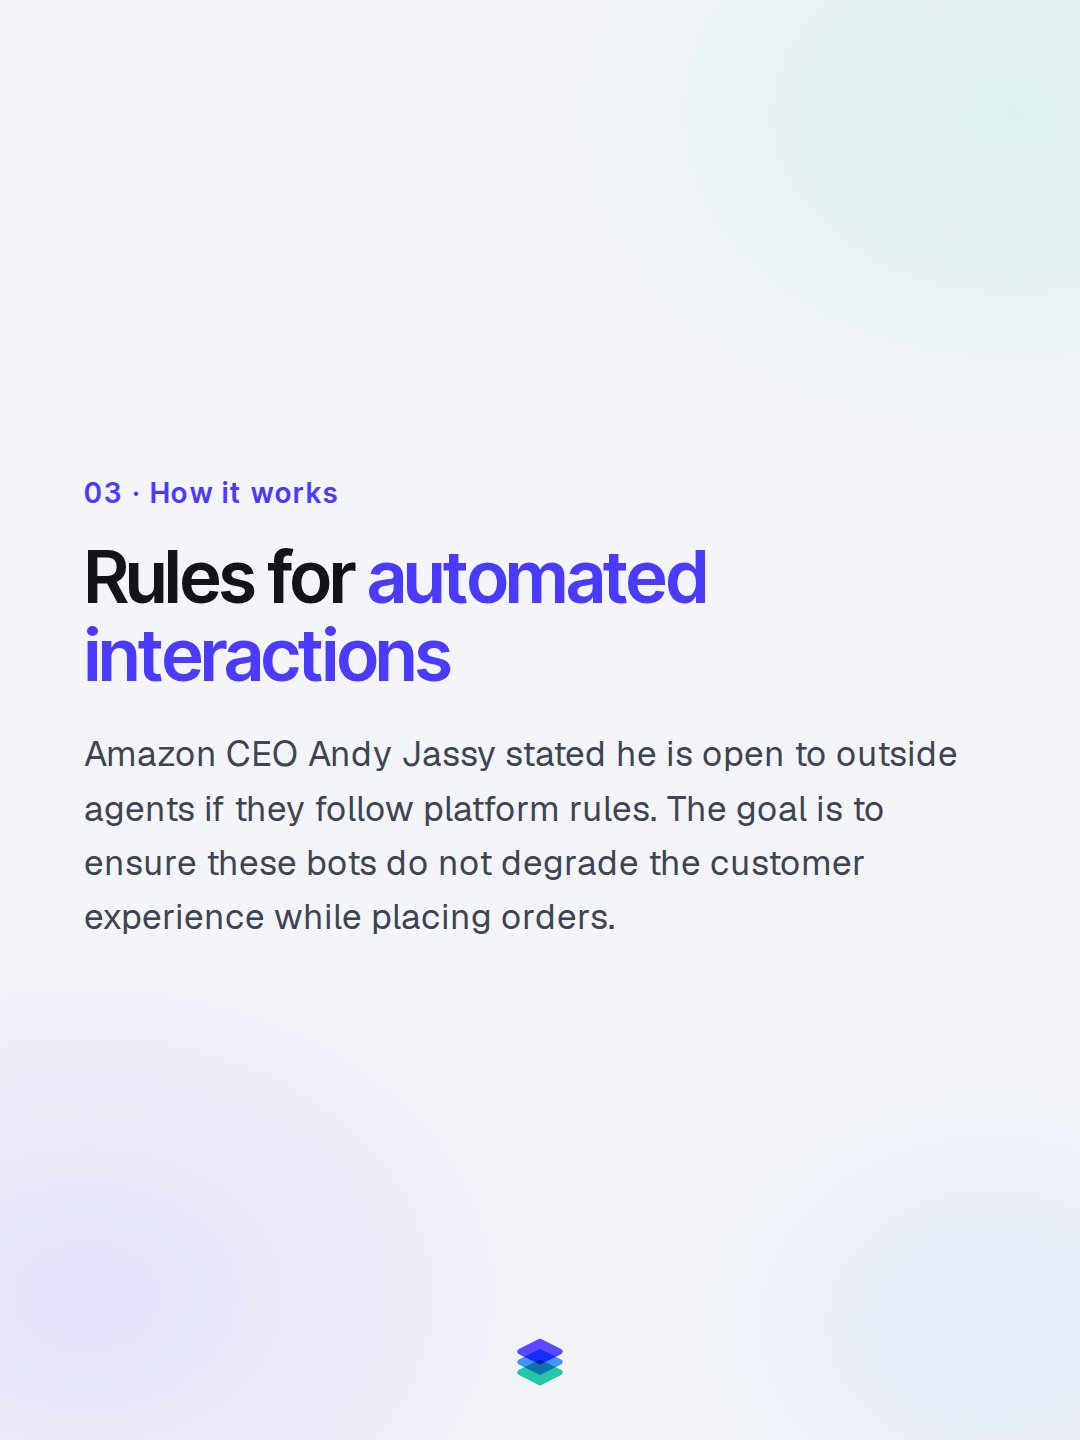 03 · How it works
Rules for automated
interactions
Amazon CEO Andy Jassy stated he is open to outside
agents if they follow platform rules. The goal is to
ensure these bots do not degrade the customer
experience while placing orders.